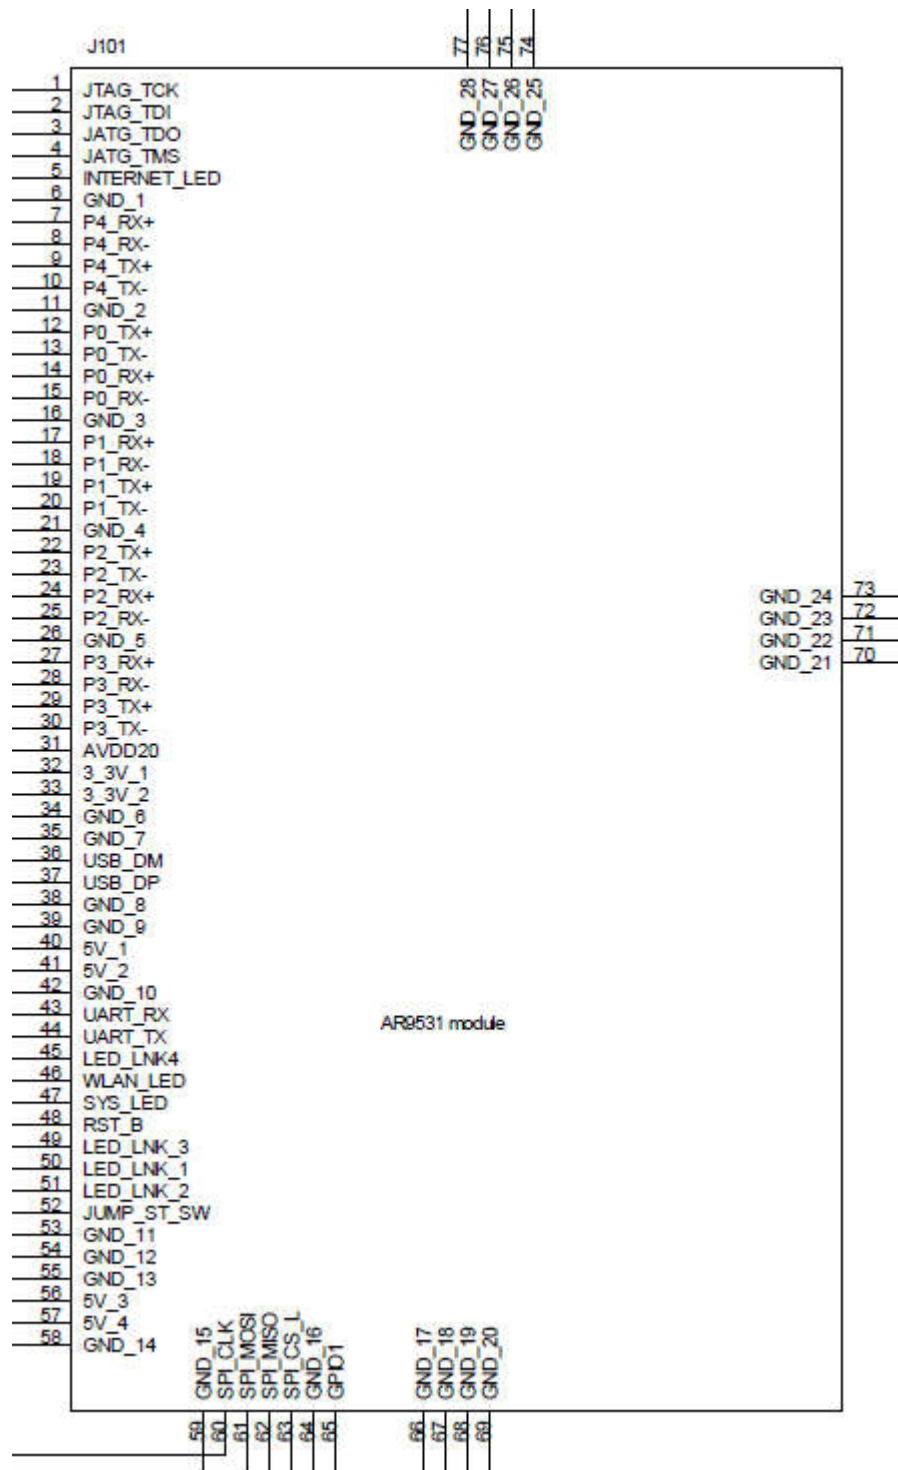 J101
77 76 75 74
GND_28 GND_27 GND_26 GND_25
1 JTAG_TCK
2 JTAG_TDI
3 JATG_TDO
4 JATG_TMS
5 INTERNET_LED
6 GND_1
7 P4_RX+
8 P4_RX-
9 P4_TX+
10 P4_TX-
11 GND_2
12 P0_TX+
13 P0_TX-
14 P0_RX+
15 P0_RX-
16 GND_3
17 P1_RX+
18 P1_RX-
19 P1_TX+
20 P1_TX-
21 GND_4
22 P2_TX+
23 P2_TX-
24 P2_RX+
25 P2_RX-
26 GND_5
27 P3_RX+
28 P3_RX-
29 P3_TX+
30 P3_TX-
31 AVDD20
32 3_3V_1
33 3_3V_2
34 GND_6
35 GND_7
36 USB_DM
37 USB_DP
38 GND_8
39 GND_9
40 5V_1
41 5V_2
42 GND_10
43 UART_RX
44 UART_TX
45 LED_LNK4
46 WLAN_LED
47 SYS_LED
48 RST_B
49 LED_LNK_3
50 LED_LNK_1
51 LED_LNK_2
52 JUMP_ST_SW
53 GND_11
54 GND_12
55 GND_13
56 5V_3
57 5V_4
58 GND_14
GND_24 73
GND_23 72
GND_22 71
GND_21 70
AR9531 module
GND_15 SPI_CLK SPI_MOSI SPI_MISO SPI_CS_L GND_16 GPIO1 GND_17 GND_18 GND_19 GND_20
59 60 61 62 63 64 65 66 67 68 69